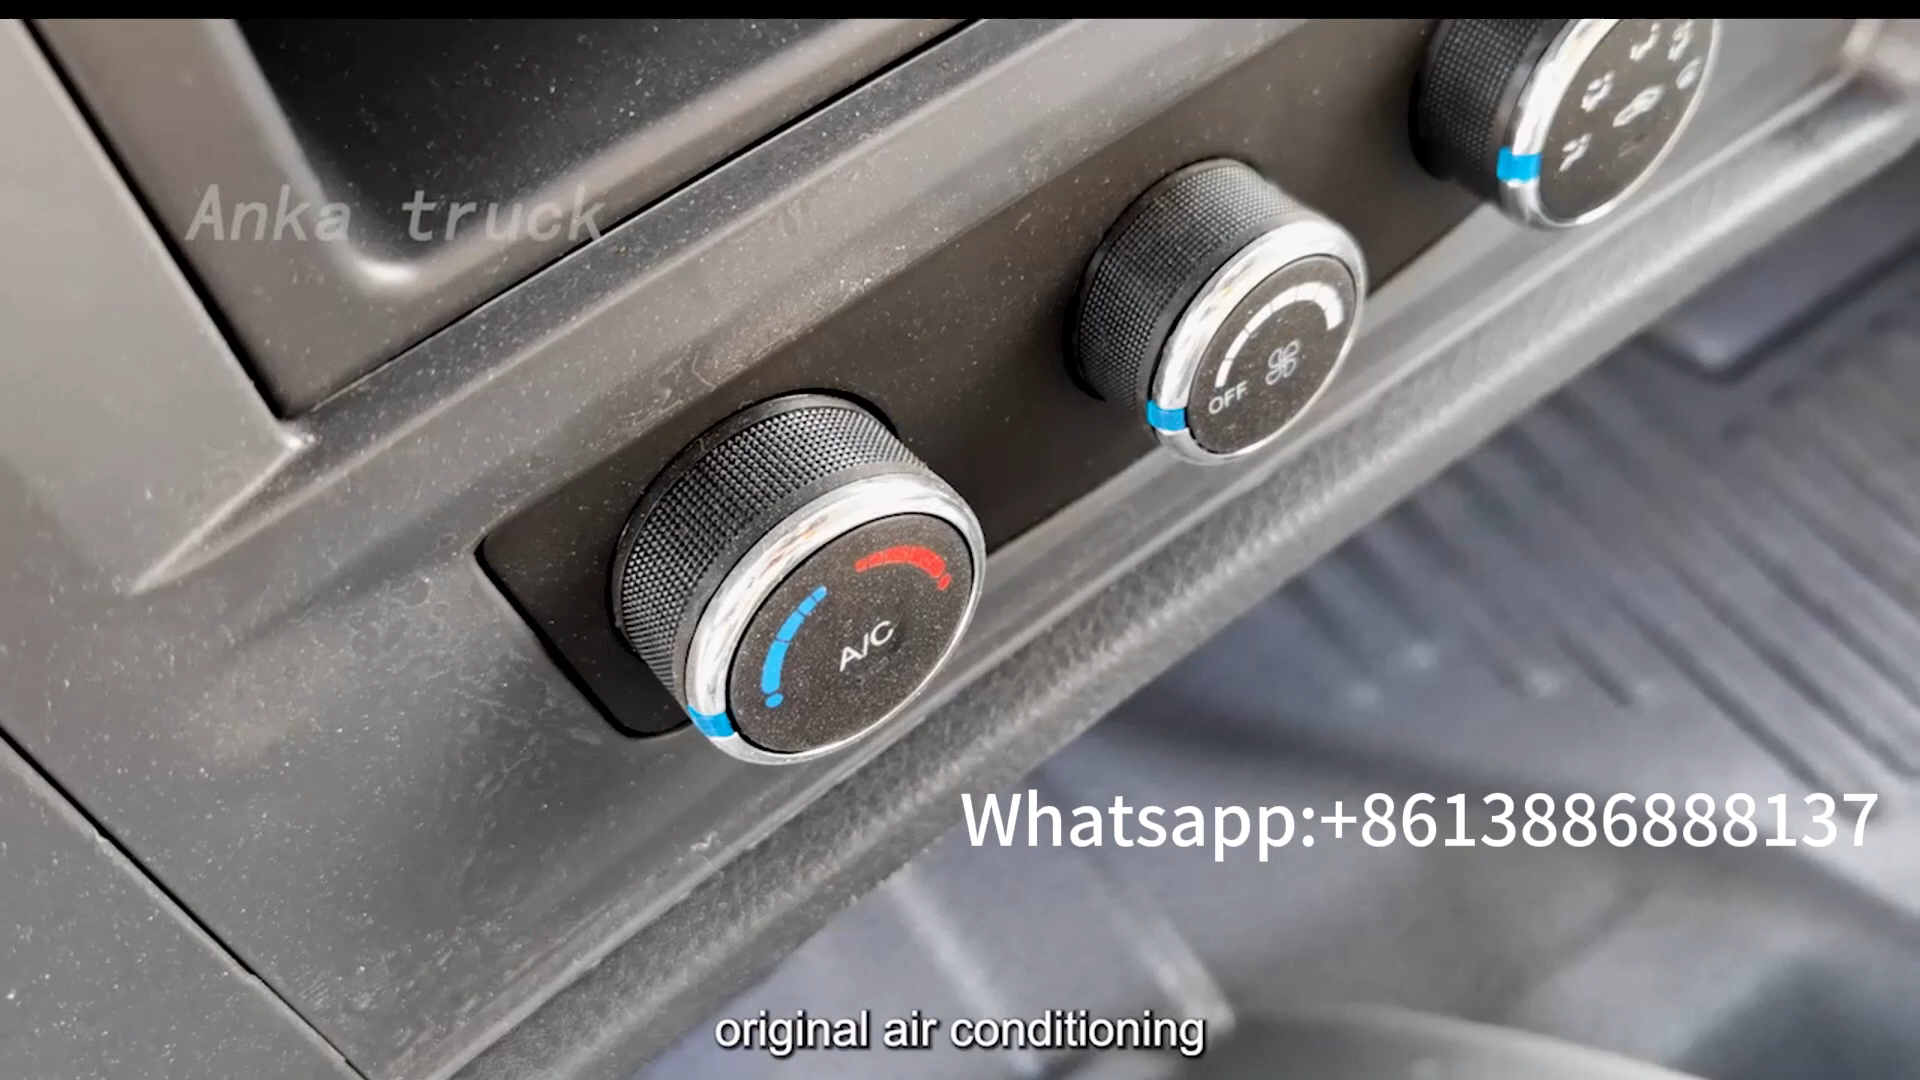 Anka truck
OFF
A/C
Whatsapp:+8613886888137
original air conditioning